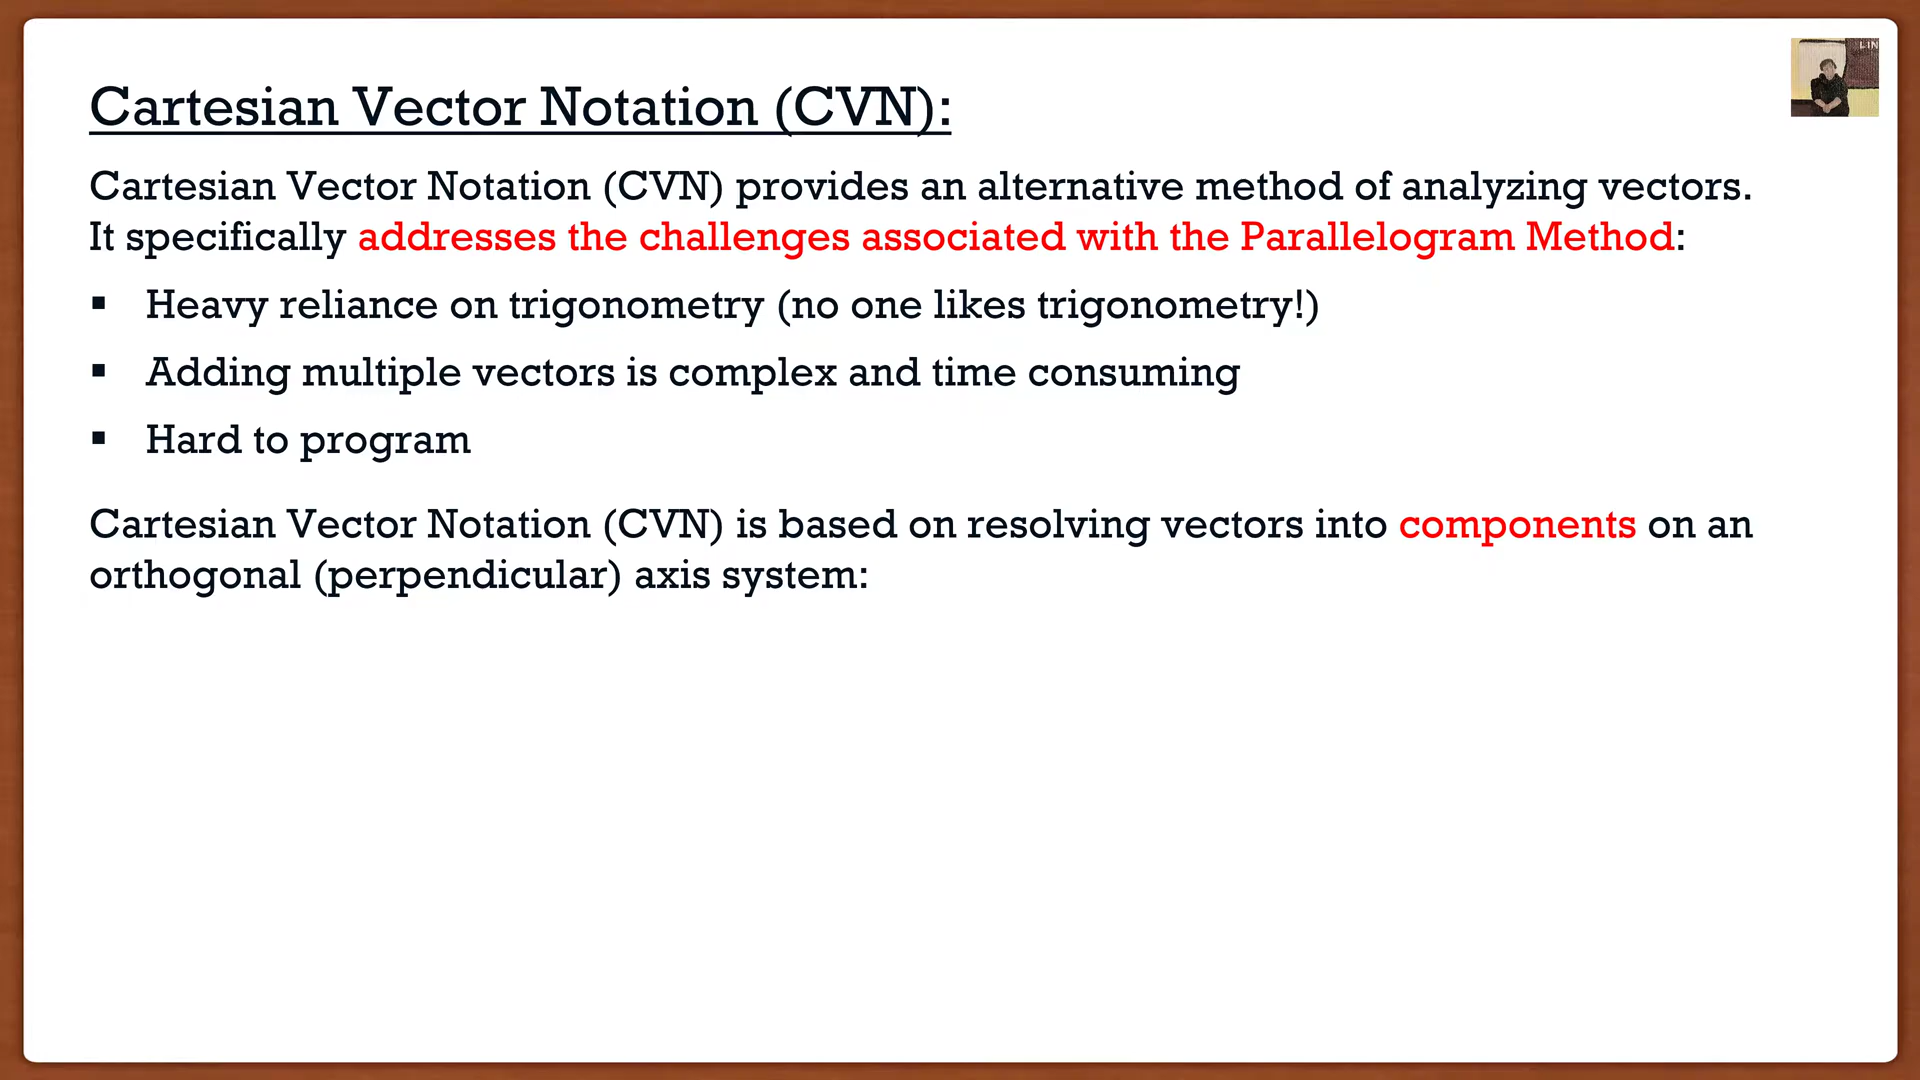 LIN
Cartesian Vector Notation (CVN):
Cartesian Vector Notation (CVN) provides an alternative method of analyzing vectors.
It specifically addresses the challenges associated with the Parallelogram Method:
▪ Heavy reliance on trigonometry (no one likes trigonometry!)
▪ Adding multiple vectors is complex and time consuming
▪ Hard to program
Cartesian Vector Notation (CVN) is based on resolving vectors into components on an
orthogonal (perpendicular) axis system: